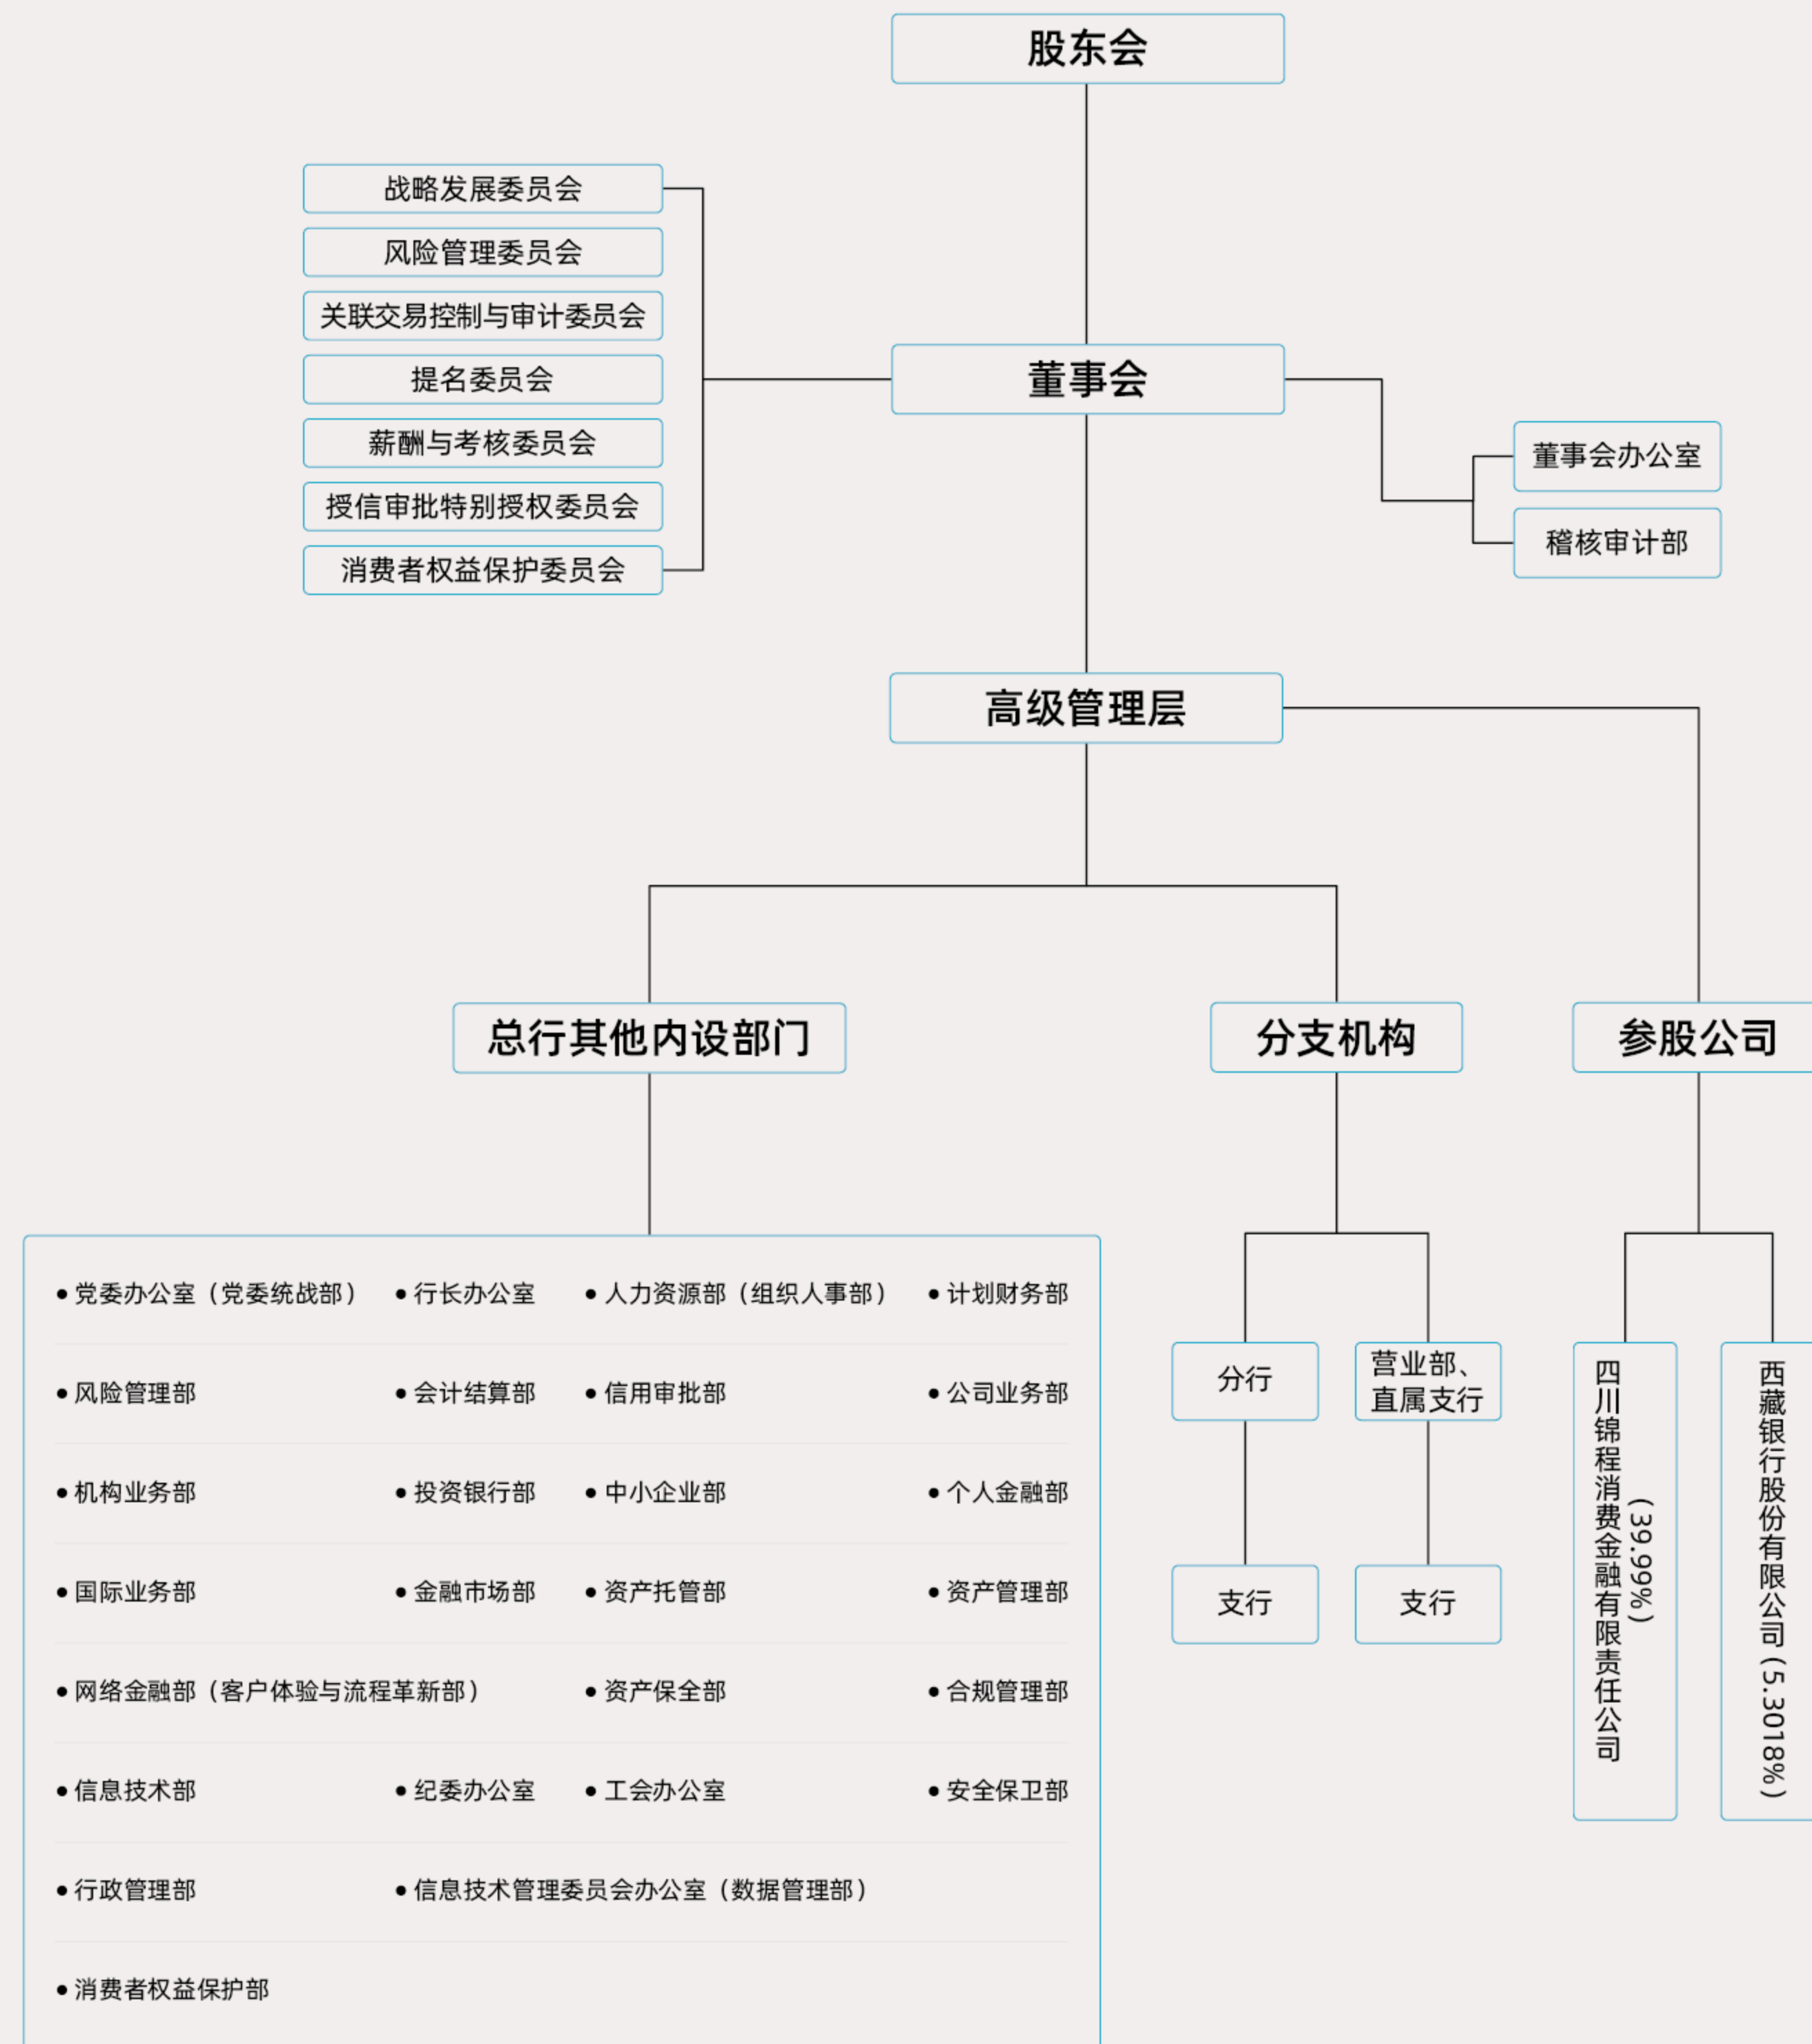 股东会
战略发展委员会
风险管理委员会
关联交易控制与审计委员会
提名委员会
薪酬与考核委员会
授信审批特别授权委员会
消费者权益保护委员会
董事会
董事会办公室
稽核审计部
高级管理层
总行其他内设部门
分支机构
参股公司
• 党委办公室（党委统战部）
• 行长办公室
• 人力资源部（组织人事部）
• 计划财务部
• 风险管理部
• 会计结算部
• 信用审批部
• 公司业务部
• 机构业务部
• 投资银行部
• 中小企业部
• 个人金融部
• 国际业务部
• 金融市场部
• 资产托管部
• 资产管理部
• 网络金融部（客户体验与流程革新部）
• 资产保全部
• 合规管理部
• 信息技术部
• 纪委办公室
• 工会办公室
• 安全保卫部
• 行政管理部
• 信息技术管理委员会办公室（数据管理部）
• 消费者权益保护部
分行
营业部、
直属支行
支行
支行
四川锦程消费金融有限责任公司
（39.99%）
西藏银行股份有限公司（5.3018%）